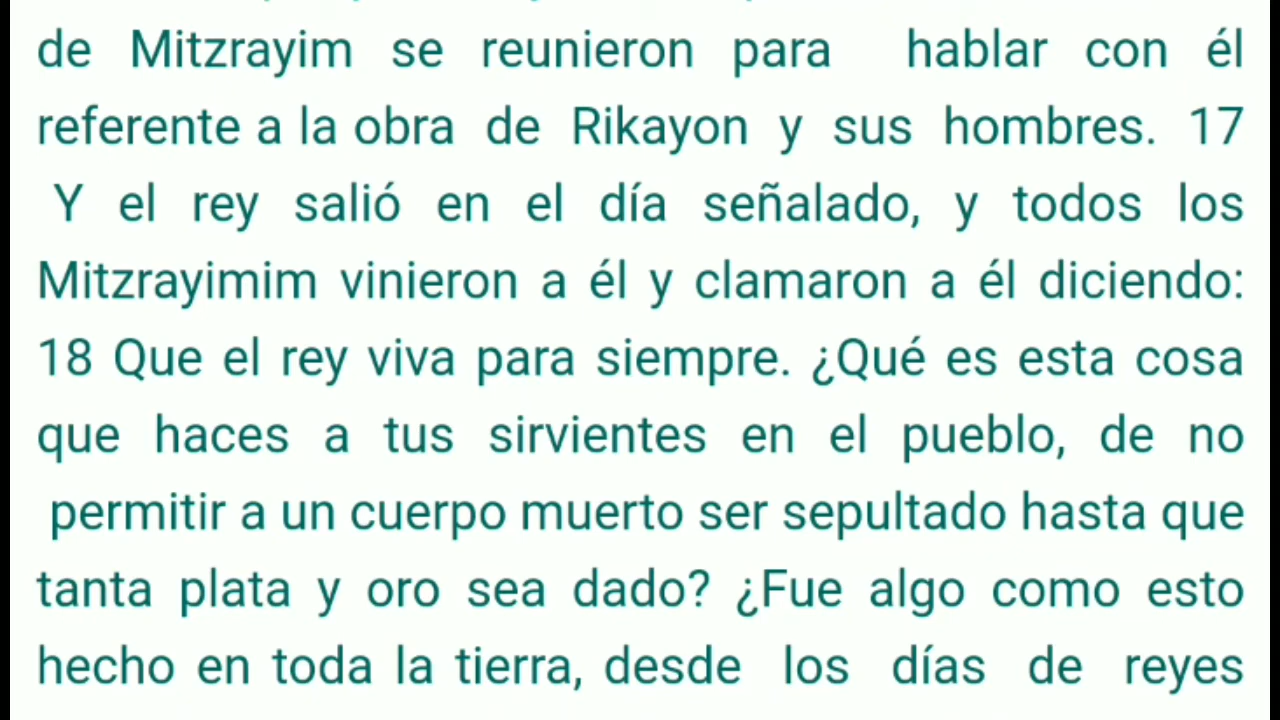 de Mitzrayim se reunieron para hablar con él
referente a la obra de Rikayon y sus hombres. 17
Y el rey salió en el día señalado, y todos los
Mitzrayimim vinieron a él y clamaron a él diciendo:
18 Que el rey viva para siempre. ¿Qué es esta cosa
que haces a tus sirvientes en el pueblo, de no
permitir a un cuerpo muerto ser sepultado hasta que
tanta plata y oro sea dado? ¿Fue algo como esto
hecho en toda la tierra, desde los días de reyes